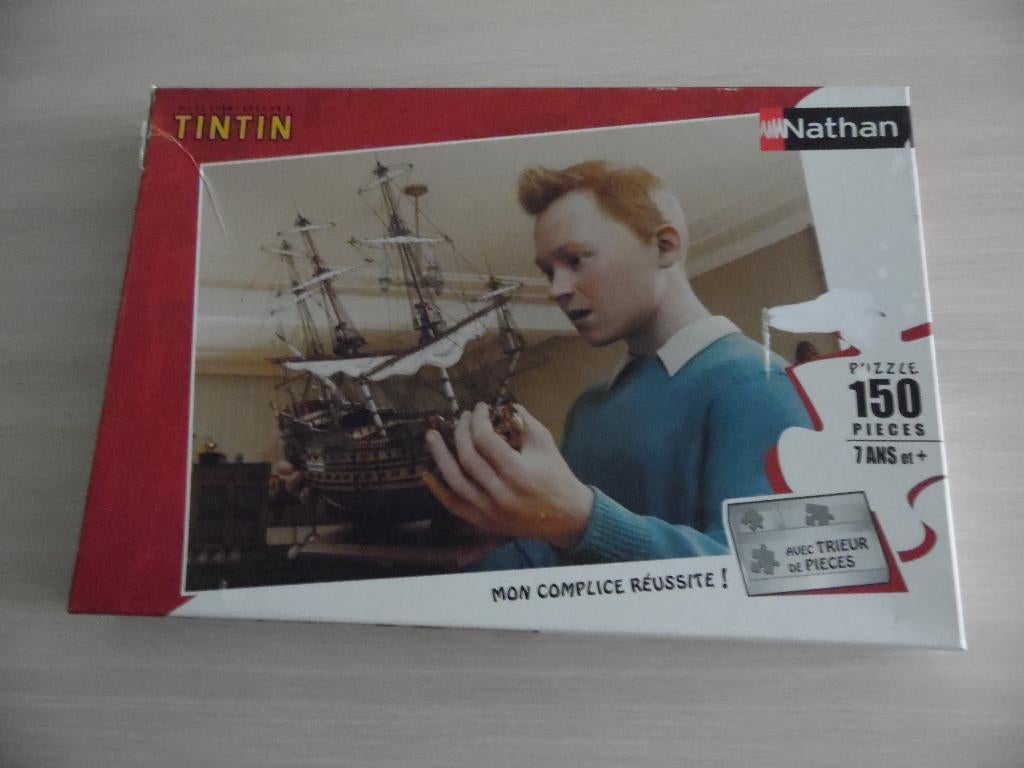 TINTIN
Nathan
PUZZLE
150
PIECES
7 ANS et +
AVEC TRIEUR
DE PIECES
MON COMPLICE RÉUSSITE !